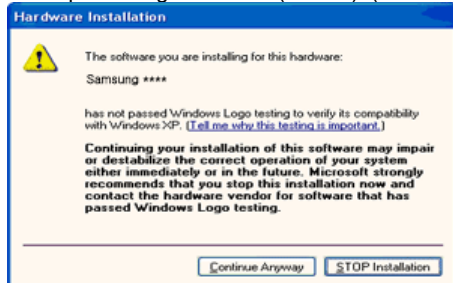 Hardware Installation
The software you are installing for this hardware:
Samsung ****
has not passed Windows Logo testing to verify its compatibility
with Windows XP. (Tell me why this testing is important.)
Continuing your installation of this software may impair
or destabilize the correct operation of your system
either immediately or in the future. Microsoft strongly
recommends that you stop this installation now and
contact the hardware vendor for software that has
passed Windows Logo testing.
Continue Anyway STOP Installation